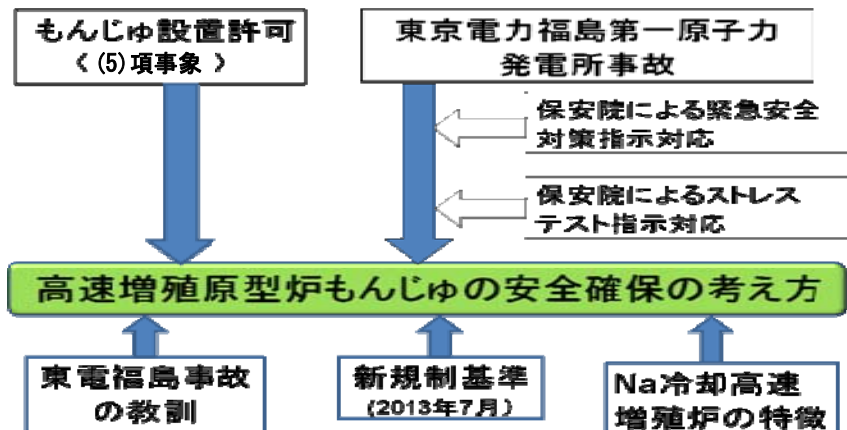 もんじゅ設置許可
( (5)項事象 )
東京電力福島第一原子力
発電所事故
保安院による緊急安全
対策指示対応
保安院によるストレス
テスト指示対応
高速増殖原型炉もんじゅの安全確保の考え方
東電福島事故
の教訓
新規制基準
(2013年7月)
Na冷却高速
増殖炉の特徴